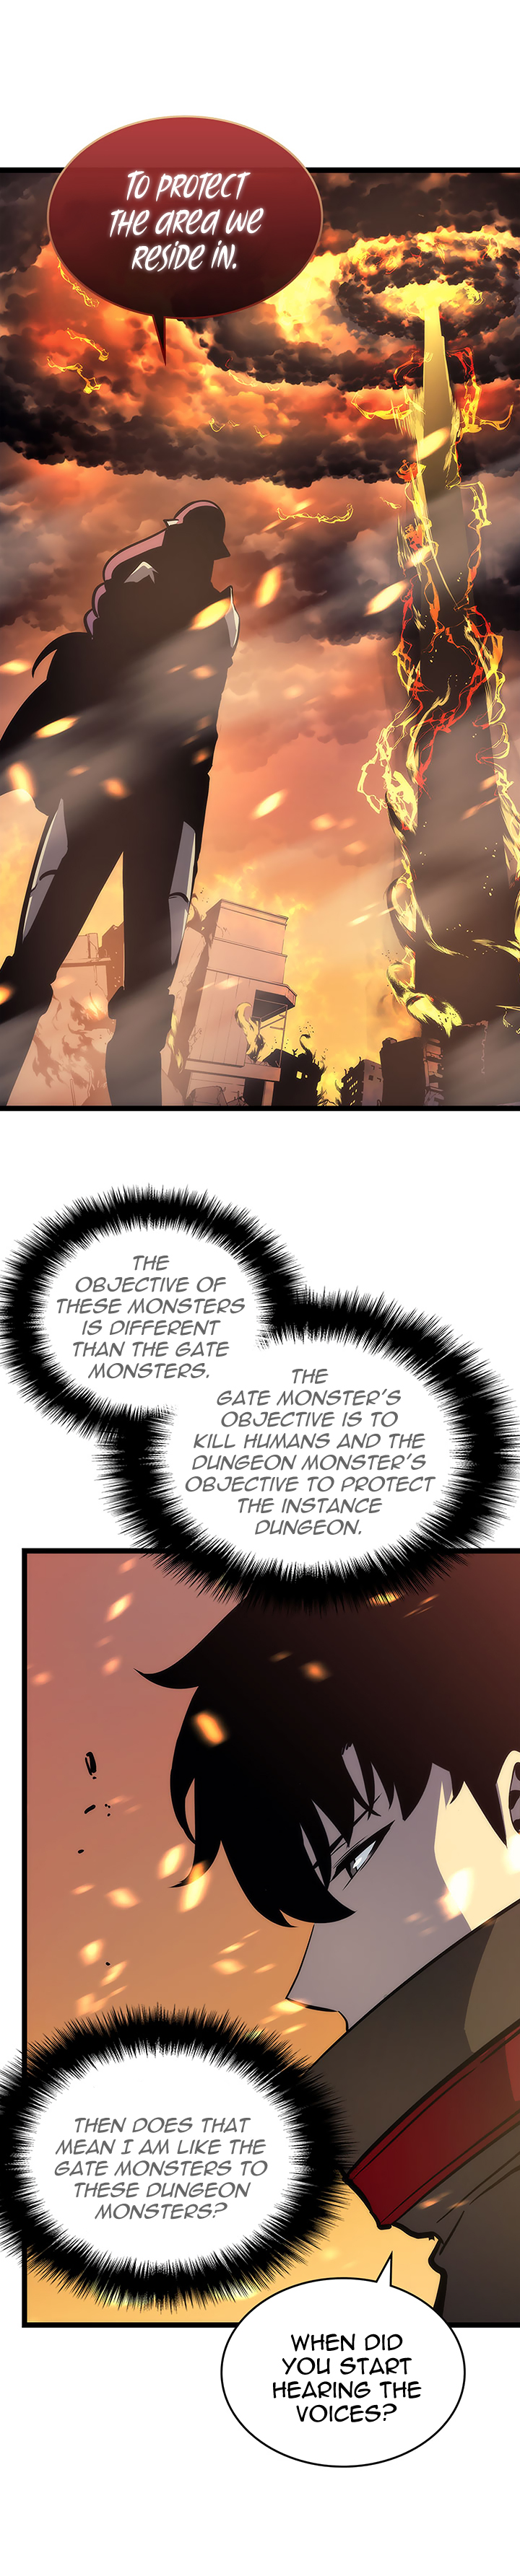 TO PROTECT
THE AREA WE
RESIDE IN.
THE
OBJECTIVE OF
THESE MONSTERS
IS DIFFERENT
THAN THE GATE
MONSTERS.
THE
GATE MONSTER'S
OBJECTIVE IS TO
KILL HUMANS AND THE
DUNGEON MONSTER'S
OBJECTIVE TO PROTECT
THE INSTANCE
DUNGEON.
THEN DOES THAT
MEAN I AM LIKE THE
GATE MONSTERS TO
THESE DUNGEON
MONSTERS?
WHEN DID
YOU START
HEARING THE
VOICES?